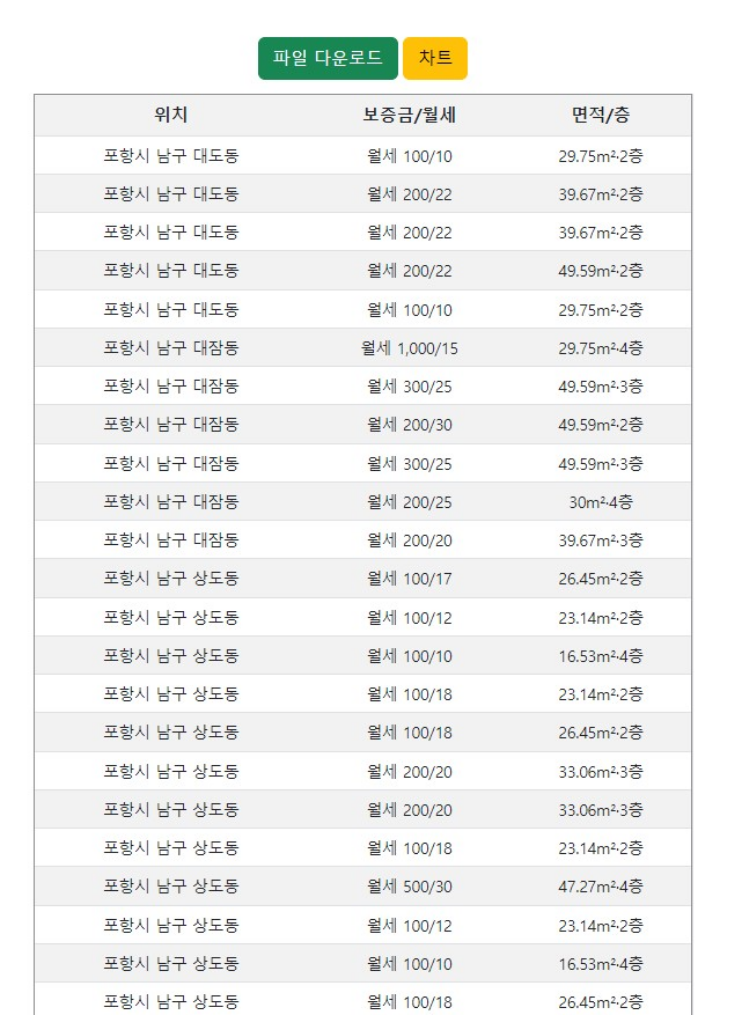 파일 다운로드 차트
위치 보증금/월세 면적/층
포항시 남구 대도동 월세 100/10 29.75m²·2층
포항시 남구 대도동 월세 200/22 39.67m²·2층
포항시 남구 대도동 월세 200/22 39.67m²·2층
포항시 남구 대도동 월세 200/22 49.59m²·2층
포항시 남구 대도동 월세 100/10 29.75m²·2층
포항시 남구 대잠동 월세 1,000/15 29.75m²·4층
포항시 남구 대잠동 월세 300/25 49.59m²·3층
포항시 남구 대잠동 월세 200/30 49.59m²·2층
포항시 남구 대잠동 월세 300/25 49.59m²·3층
포항시 남구 대잠동 월세 200/25 30m²·4층
포항시 남구 대잠동 월세 200/20 39.67m²·3층
포항시 남구 상도동 월세 100/17 26.45m²·2층
포항시 남구 상도동 월세 100/12 23.14m²·2층
포항시 남구 상도동 월세 100/10 16.53m²·4층
포항시 남구 상도동 월세 100/18 23.14m²·2층
포항시 남구 상도동 월세 100/18 26.45m²·2층
포항시 남구 상도동 월세 200/20 33.06m²·3층
포항시 남구 상도동 월세 200/20 33.06m²·3층
포항시 남구 상도동 월세 100/18 23.14m²·2층
포항시 남구 상도동 월세 500/30 47.27m²·4층
포항시 남구 상도동 월세 100/12 23.14m²·2층
포항시 남구 상도동 월세 100/10 16.53m²·4층
포항시 남구 상도동 월세 100/18 26.45m²·2층